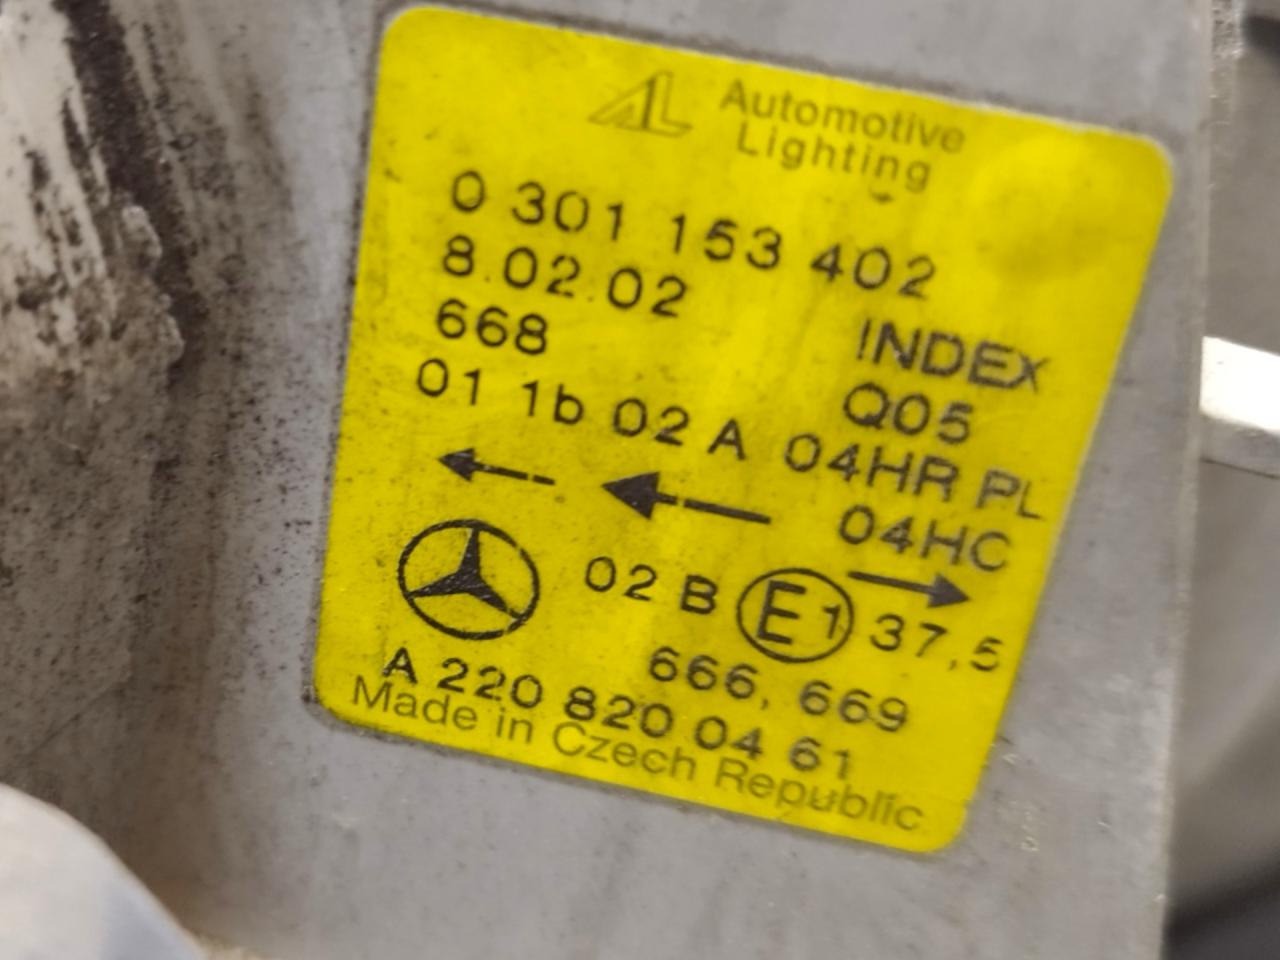 AL Automotive
Lighting
0 301 153 402
8.02.02
668
INDEX
Q05
01 1b 02 A 04HR PL
04HC
02 B E1 37,5
666, 669
A 220 820 04 61
Made in Czech Republic